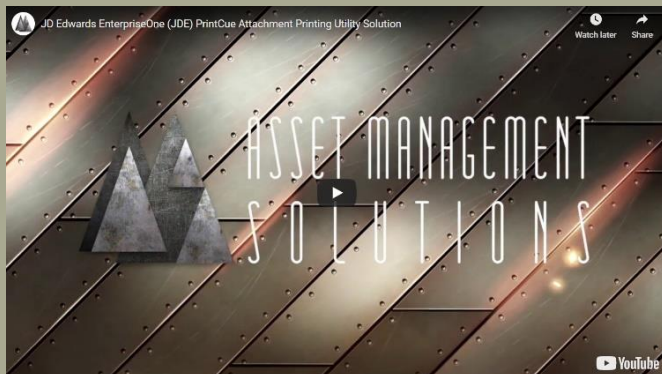 JD Edwards EnterpriseOne (JDE) PrintCue Attachment Printing Utility Solution
Watch later
Share
ASSET MANAGEMENT
SOLUTIONS
YouTube